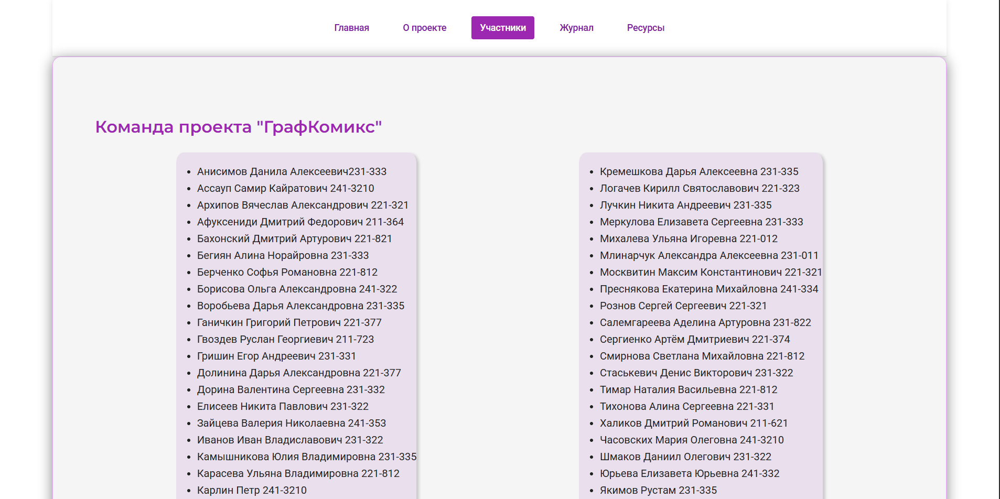 Главная О проекте Участники Журнал Ресурсы
Команда проекта "ГрафКомикс"
Анисимов Данила Алексеевич231-333
Ассауп Самир Кайратович 241-3210
Архипов Вячеслав Александрович 221-321
Афуксениди Дмитрий Федорович 211-364
Бахонский Дмитрий Артурович 221-821
Бегиян Алина Норайровна 231-333
Берченко Софья Романовна 221-812
Борисова Ольга Александровна 241-322
Воробьева Дарья Александровна 231-335
Ганичкин Григорий Петрович 221-377
Гвоздев Руслан Георгиевич 211-723
Гришин Егор Андреевич 231-331
Долинина Дарья Александровна 221-377
Дорина Валентина Сергеевна 231-332
Елисеев Никита Павлович 231-322
Зайцева Валерия Николаевна 241-353
Иванов Иван Владиславович 231-322
Камышникова Юлия Владимировна 231-335
Карасева Ульяна Владимировна 221-812
Карлин Петр 241-3210
Кремешкова Дарья Алексеевна 231-335
Логачев Кирилл Святославович 221-323
Лучкин Никита Андреевич 231-335
Меркулова Елизавета Сергеевна 231-333
Михалева Ульяна Игоревна 221-012
Млинарчук Александра Алексеевна 231-011
Москвитин Максим Константинович 221-321
Преснякова Екатерина Михайловна 241-334
Рознов Сергей Сергеевич 221-321
Салемгареева Аделина Артуровна 231-822
Сергиенко Артём Дмитриевич 221-374
Смирнова Светлана Михайловна 221-812
Стаськевич Денис Викторович 231-322
Тимар Наталия Васильевна 221-812
Тихонова Алина Сергеевна 221-331
Халиков Дмитрий Романович 211-621
Часовских Мария Олеговна 241-3210
Шмаков Даниил Олегович 231-322
Юрьева Елизавета Юрьевна 241-332
Якимов Рустам 231-335